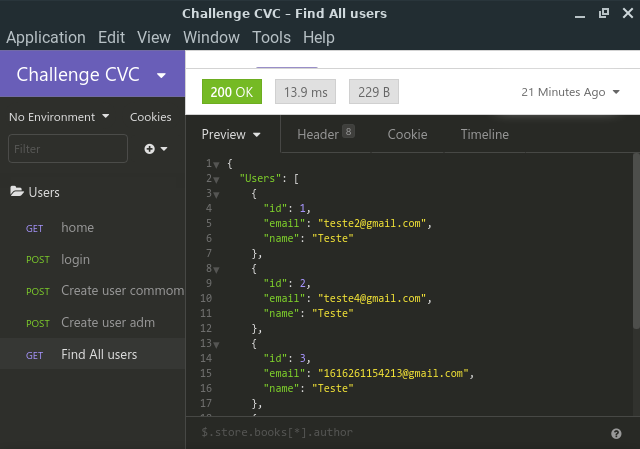 Challenge CVC – Find All users
Application Edit View Window Tools Help
Challenge CVC
200 OK 13.9 ms 229 B 21 Minutes Ago
No Environment Cookies
Filter
Preview Header 8 Cookie Timeline
Users
GET home
POST login
POST Create user commom
POST Create user adm
GET Find All users
1 {
2 "Users": [
3 {
4 "id": 1,
5 "email": "teste2@gmail.com",
6 "name": "Teste"
7 },
8 {
9 "id": 2,
10 "email": "teste4@gmail.com",
11 "name": "Teste"
12 },
13 {
14 "id": 3,
15 "email": "1616261154213@gmail.com",
16 "name": "Teste"
17 },
$.store.books[*].author